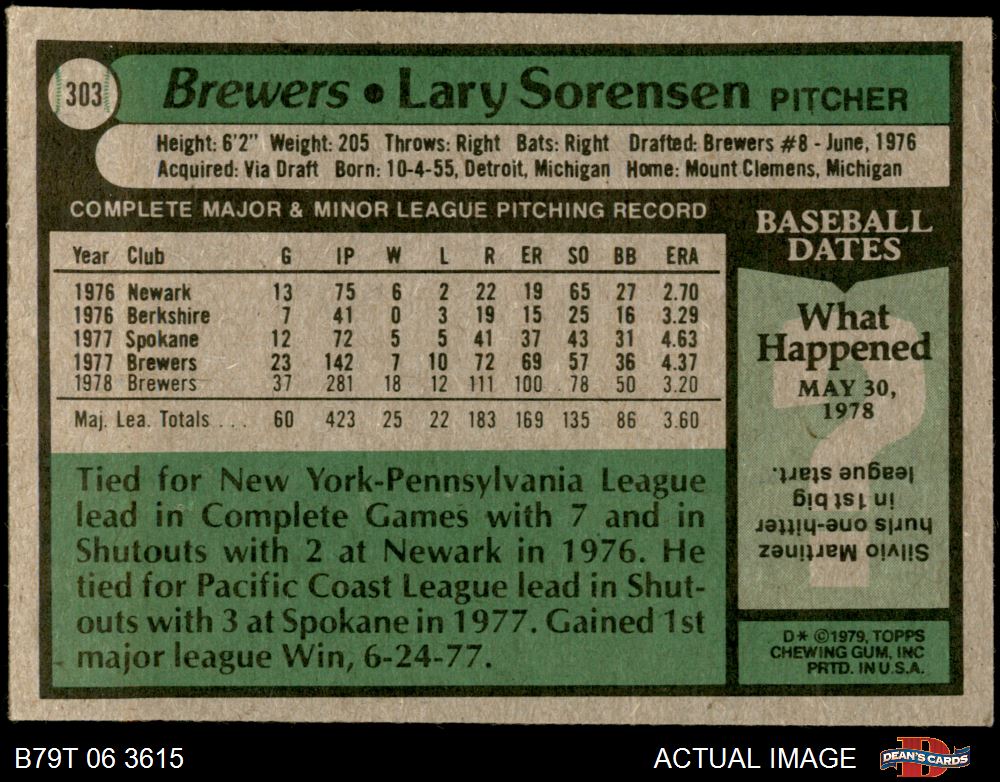 303
Brewers • Lary Sorensen PITCHER
Height: 6'2" Weight: 205 Throws: Right Bats: Right Drafted: Brewers #8 - June, 1976
Acquired: Via Draft Born: 10-4-55, Detroit, Michigan Home: Mount Clemens, Michigan
COMPLETE MAJOR & MINOR LEAGUE PITCHING RECORD
Year Club G IP W L R ER SO BB ERA
1976 Newark 13 75 6 2 22 19 65 27 2.70
1976 Berkshire 7 41 0 3 19 15 25 16 3.29
1977 Spokane 12 72 5 5 41 37 43 31 4.63
1977 Brewers 23 142 7 10 72 69 57 36 4.37
1978 Brewers 37 281 18 12 111 100 78 50 3.20
Maj. Lea. Totals . . . 60 423 25 22 183 169 135 86 3.60
Tied for New York-Pennsylvania League
lead in Complete Games with 7 and in
Shutouts with 2 at Newark in 1976. He
tied for Pacific Coast League lead in Shut-
outs with 3 at Spokane in 1977. Gained 1st
major league Win, 6-24-77.
BASEBALL
DATES
What
Happened
MAY 30,
1978
?
Silvio Martinez
hurls one-hitter
in 1st big
league start.
D* ©1979, TOPPS
CHEWING GUM, INC
PRTD. IN U.S.A.
B79T 06 3615
ACTUAL IMAGE
D
DEAN'S CARDS